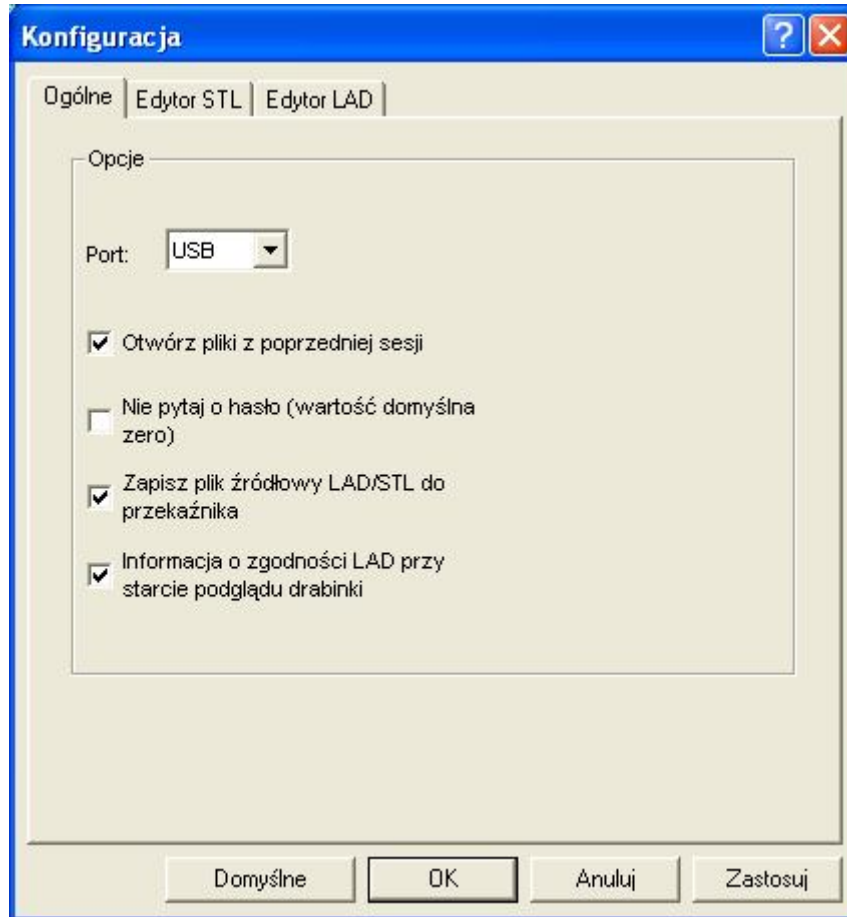 Konfiguracja
Ogólne
Edytor STL
Edytor LAD
Opcje
Port:
USB
Otwórz pliki z poprzedniej sesji
Nie pytaj o hasło (wartość domyślna
zero)
Zapisz plik źródłowy LAD/STL do
przekaźnika
Informacja o zgodności LAD przy
starcie podglądu drabinki
Domyślne
OK
Anuluj
Zastosuj